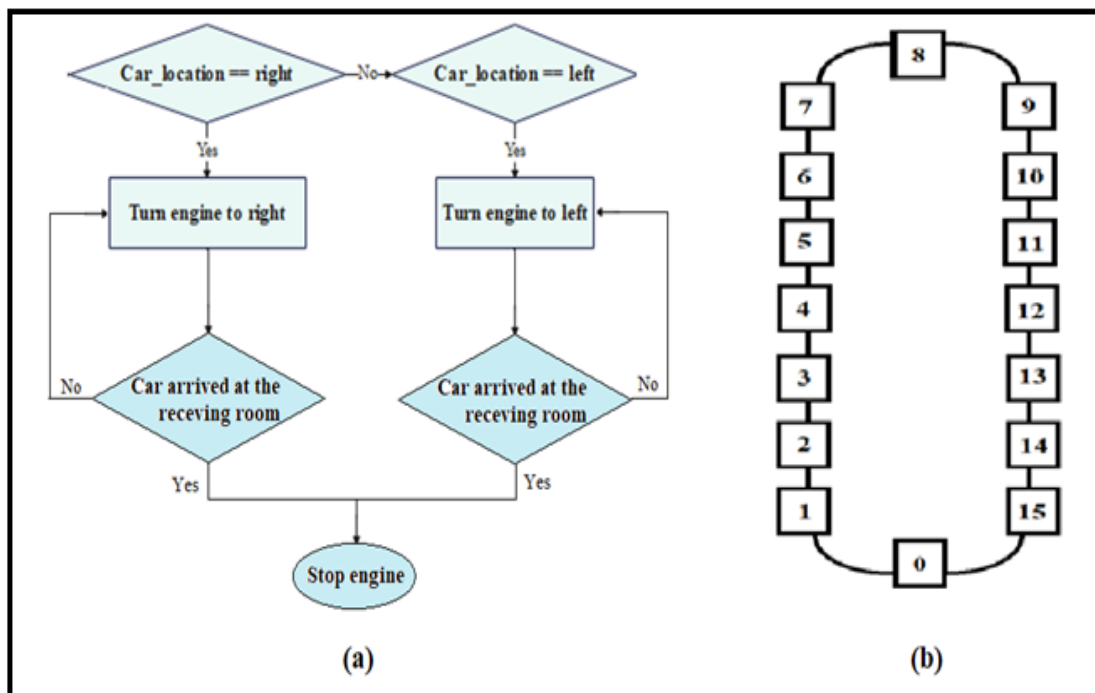 Car_location == right
No
Car_location == left
Yes
Yes
Turn engine to right
Turn engine to left
Car arrived at the
receving room
No
Car arrived at the
receving room
No
Yes
Yes
Stop engine
(a)
8
7
9
6
10
5
11
4
12
3
13
2
14
1
15
0
(b)